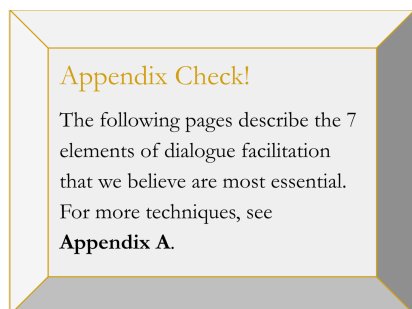 Appendix Check!
The following pages describe the 7
elements of dialogue facilitation
that we believe are most essential.
For more techniques, see
Appendix A.